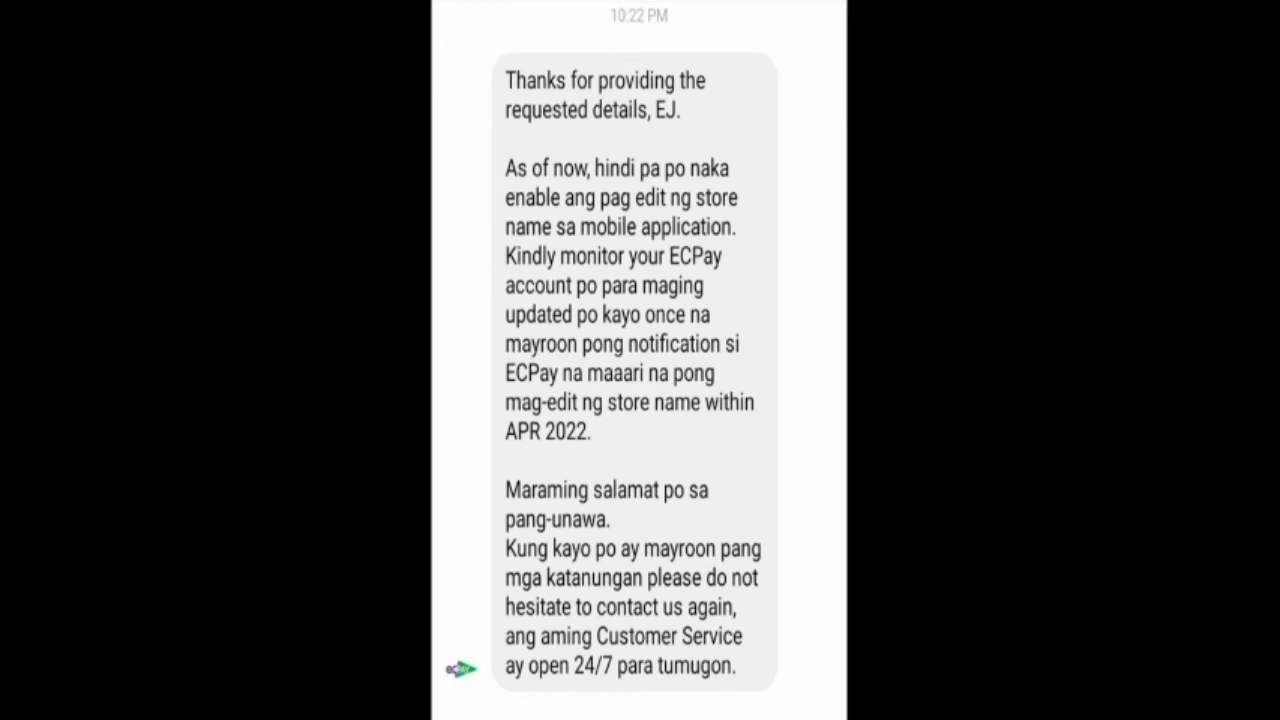 10:22 PM
Thanks for providing the
requested details, EJ.
As of now, hindi pa po naka
enable ang pag edit ng store
name sa mobile application.
Kindly monitor your ECPay
account po para maging
updated po kayo once na
mayroon pong notification si
ECPay na maaari na pong
mag-edit ng store name within
APR 2022.
Maraming salamat po sa
pang-unawa.
Kung kayo po ay mayroon pang
mga katanungan please do not
hesitate to contact us again,
ang aming Customer Service
ay open 24/7 para tumugon.